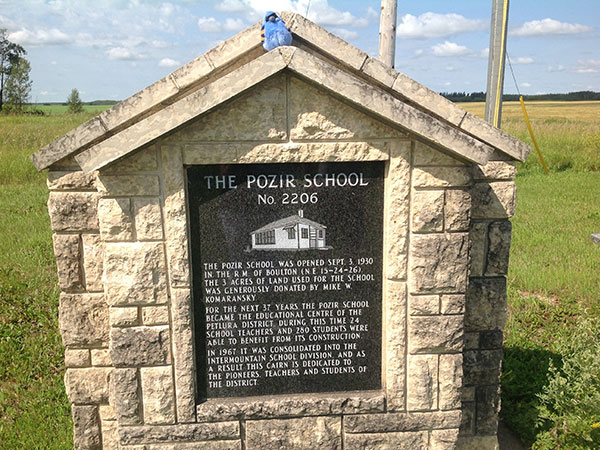 THE POZIR SCHOOL
No. 2206
THE POZIR SCHOOL WAS OPENED SEPT. 3, 1930
IN THE R.M. OF BOULTON (N.E. 15-24-26).
THE 3 ACRES OF LAND USED FOR THE SCHOOL
WAS GENEROUSLY DONATED BY MIKE W.
KOMARANSKY.
FOR THE NEXT 37 YEARS THE POZIR SCHOOL
BECAME THE EDUCATIONAL CENTRE OF THE
PETLURA DISTRICT. DURING THIS TIME 24
SCHOOL TEACHERS AND 280 STUDENTS WERE
ABLE TO BENEFIT FROM ITS CONSTRUCTION.
IN 1967 IT WAS CONSOLIDATED INTO THE
INTERMOUNTAIN SCHOOL DIVISION, AND AS
A RESULT THIS CAIRN IS DEDICATED TO
THE PIONEERS, TEACHERS AND STUDENTS OF
THE DISTRICT.